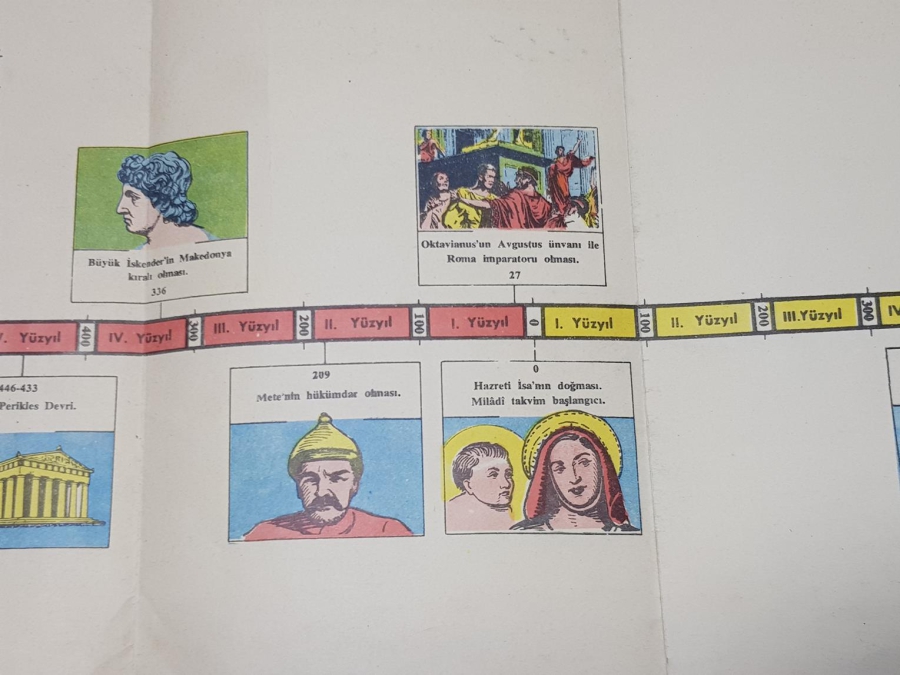 Büyük İskender'in Makedonya
kıralı olması.
336
Oktavianus'un Avgustus ünvanı ile
Roma imparatoru olması.
27
V. Yüzyıl
400
IV. Yüzyıl
300
III. Yüzyıl
200
II. Yüzyıl
100
I. Yüzyıl
0
I. Yüzyıl
100
II. Yüzyıl
200
III. Yüzyıl
300
IV
446-433
Perikles Devri.
209
Mete'nin hükümdar olması.
0
Hazreti İsa'nın doğması.
Milâdî takvim başlangıcı.